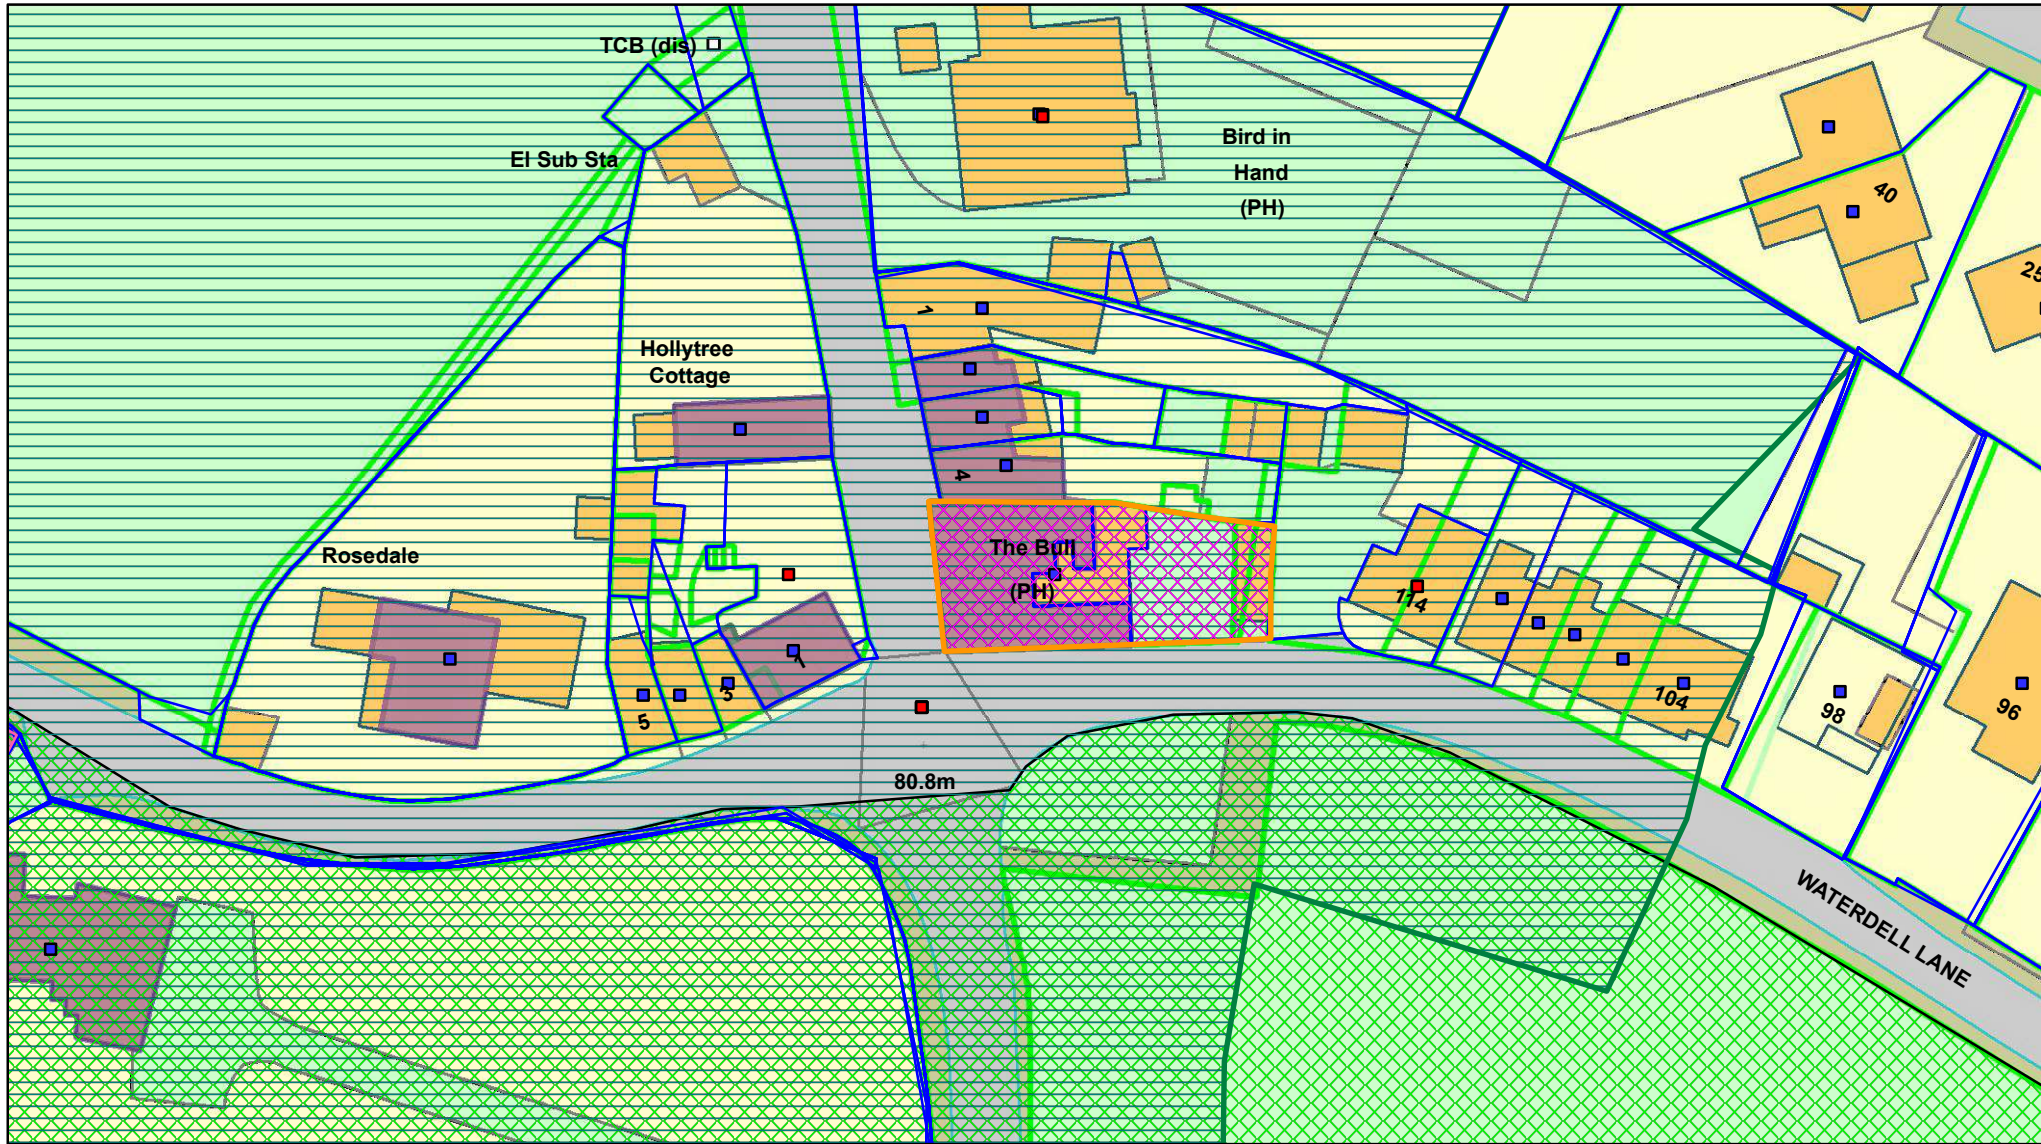 TCB (dis)
El Sub Sta
Bird in
Hand
(PH)
40
25
1
Hollytree
Cottage
4
The Bull
(PH)
Rosedale
114
1
3
5
104
98
96
80.8m
WATERDELL LANE